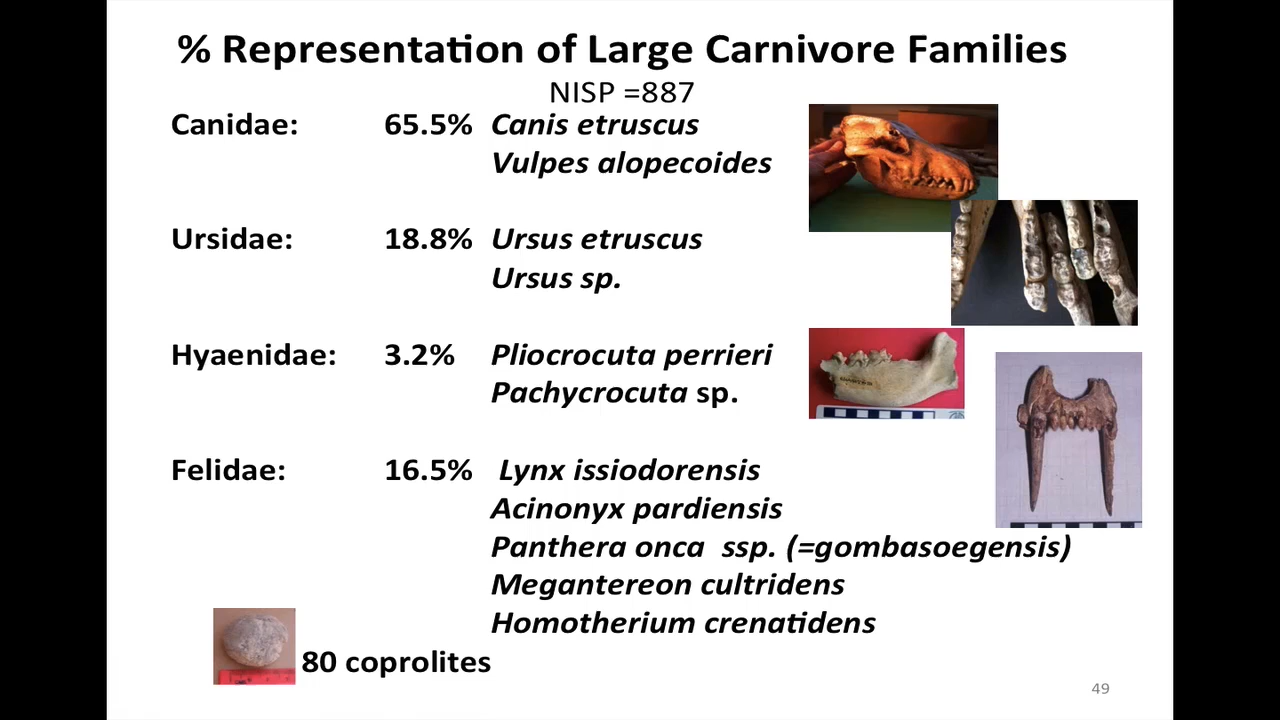 % Representation of Large Carnivore Families
NISP =887
Canidae: 65.5% Canis etruscus
Vulpes alopecoides
Ursidae: 18.8% Ursus etruscus
Ursus sp.
Hyaenidae: 3.2% Pliocrocuta perrieri
Pachycrocuta sp.
Felidae: 16.5% Lynx issiodorensis
Acinonyx pardiensis
Panthera onca ssp. (=gombasoegensis)
Megantereon cultridens
Homotherium crenatidens
80 coprolites
49